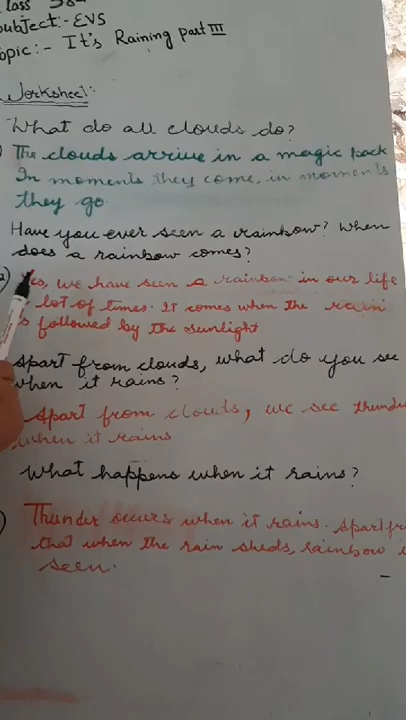 class
subject:- EVS
Topic:- It's Raining part III
Worksheet:-
What do all clouds do?
The clouds arrive in a magic pack
In moments they come, in moments
they go
Have you ever seen a rainbow? When
does a rainbow comes?
Yes, we have seen a rainbow in our life
lot of times. It comes when the rain
is followed by the sunlight
Apart from clouds, what do you see
when it rains?
Apart from clouds, we see thunder
when it rains
What happens when it rains?
Thunder occurs when it rains. Apart fr
that when the rain sheds, rainbow i
seen.